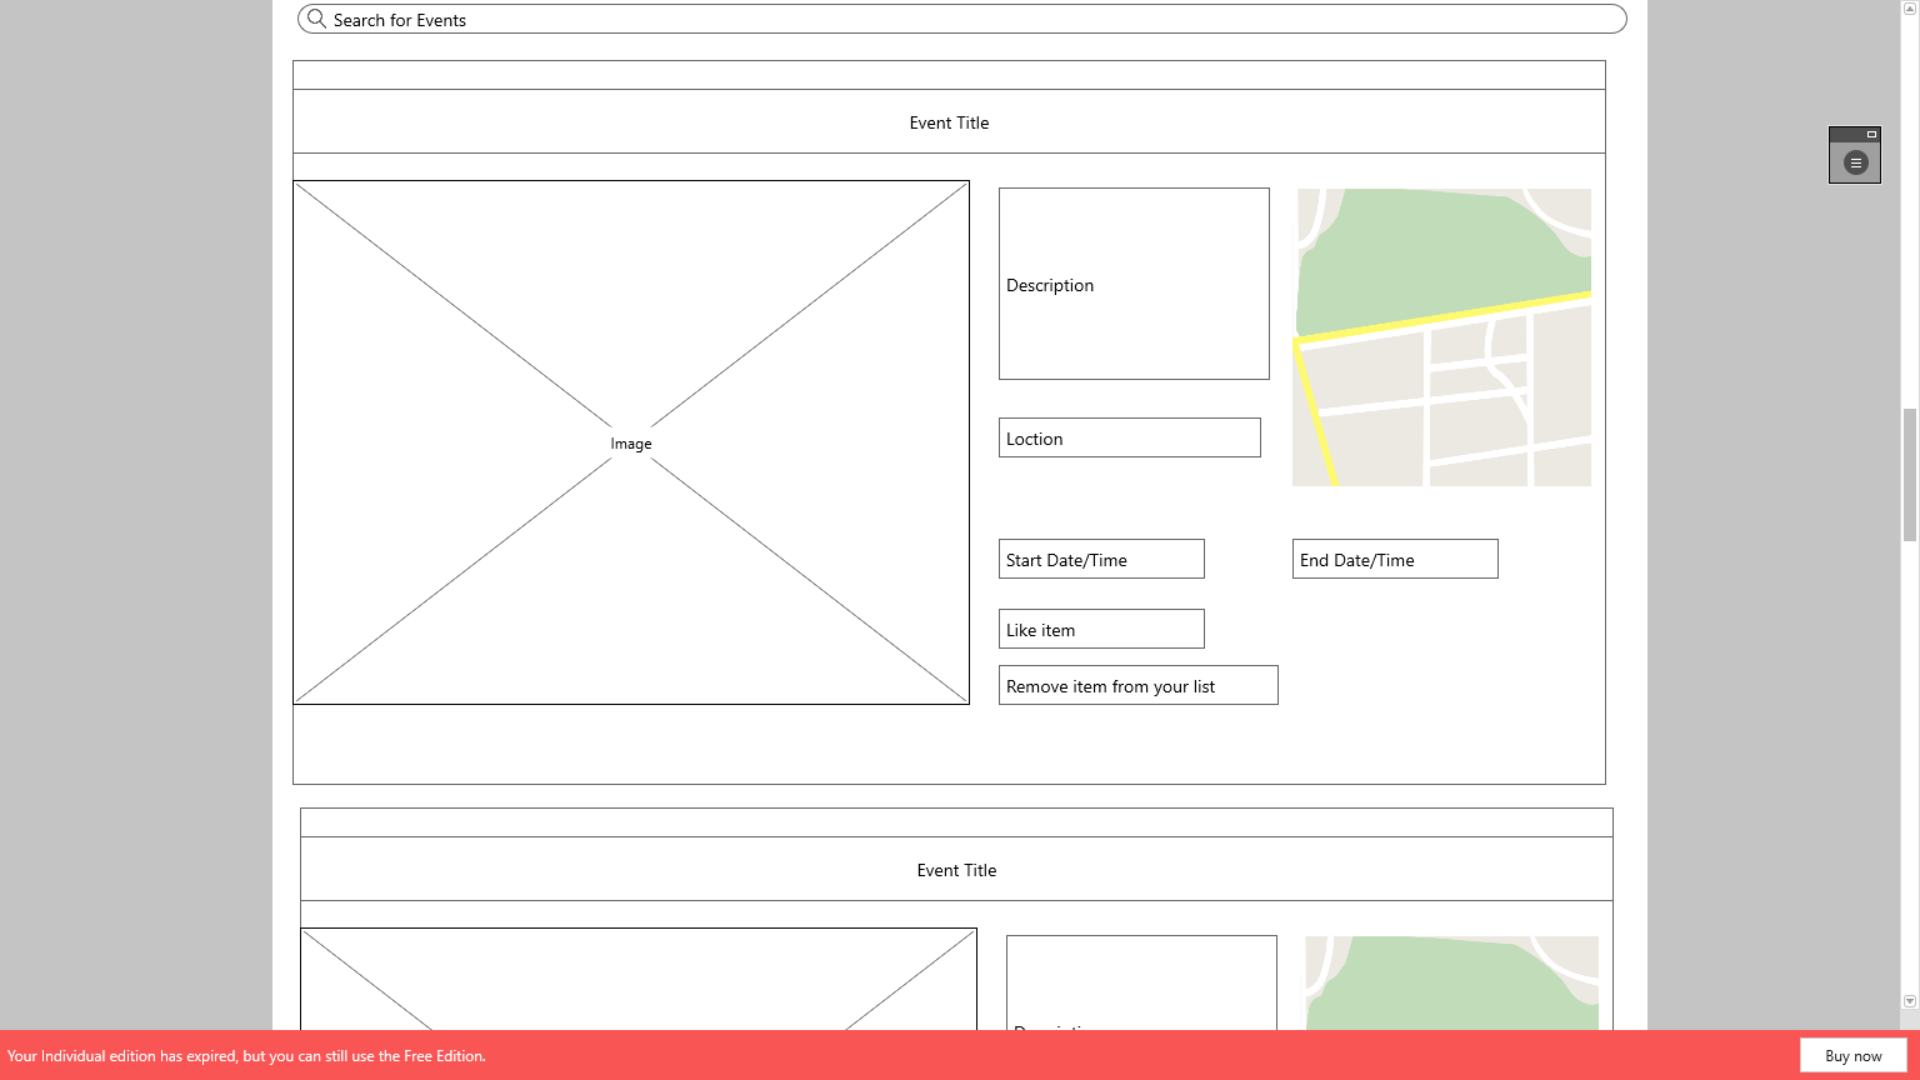 Search for Events
Event Title
Image
Description
Loction
Start Date/Time
End Date/Time
Like item
Remove item from your list
Event Title
Your Individual edition has expired, but you can still use the Free Edition.
Buy now